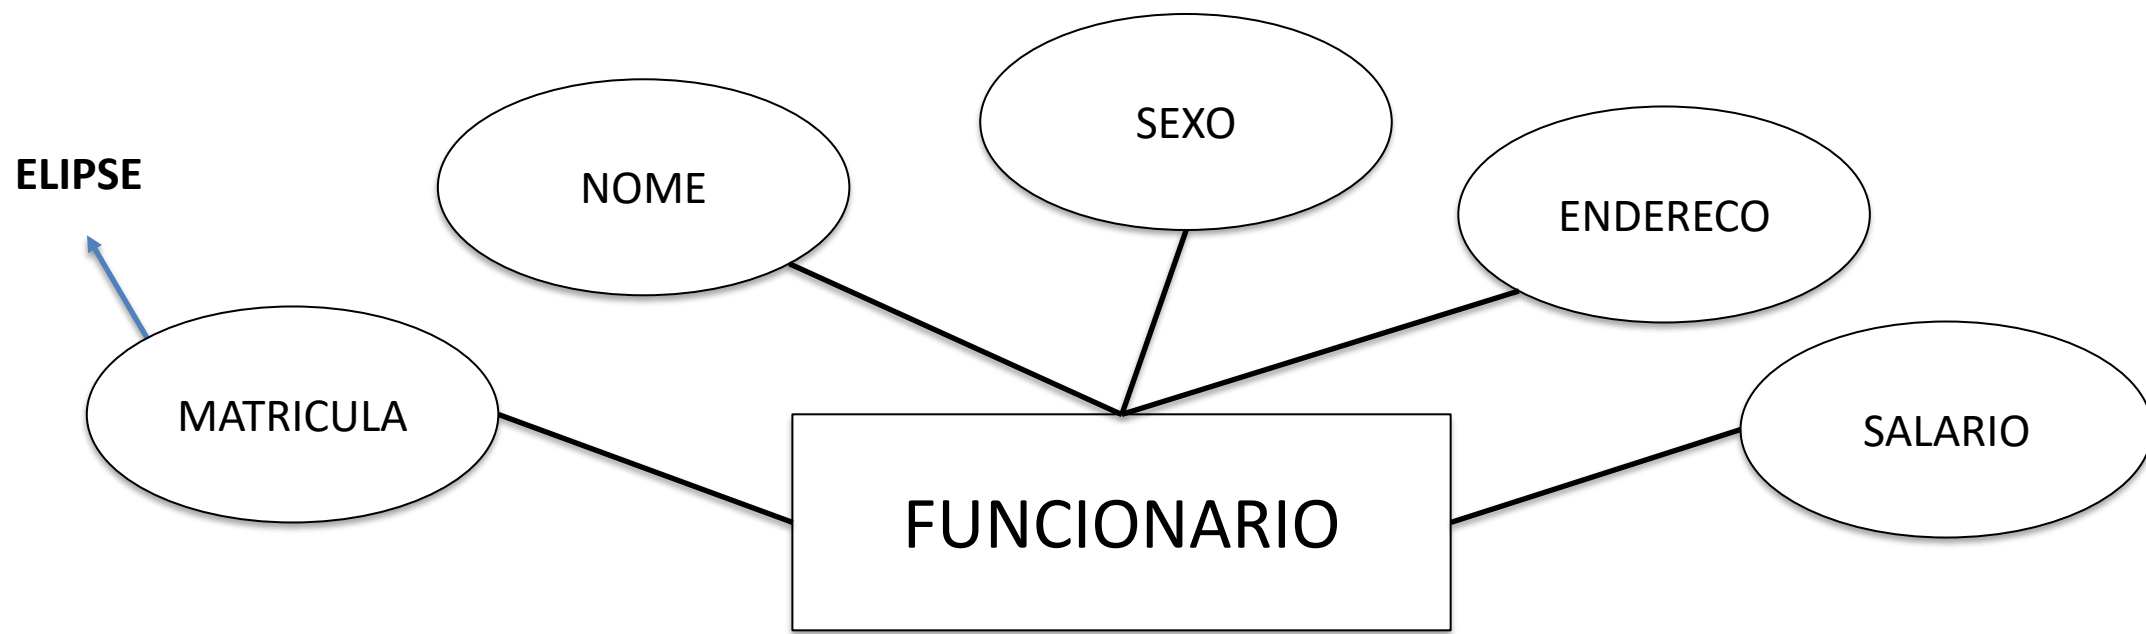 SEXO
ELIPSE
NOME
ENDERECO
MATRICULA
SALARIO
FUNCIONARIO